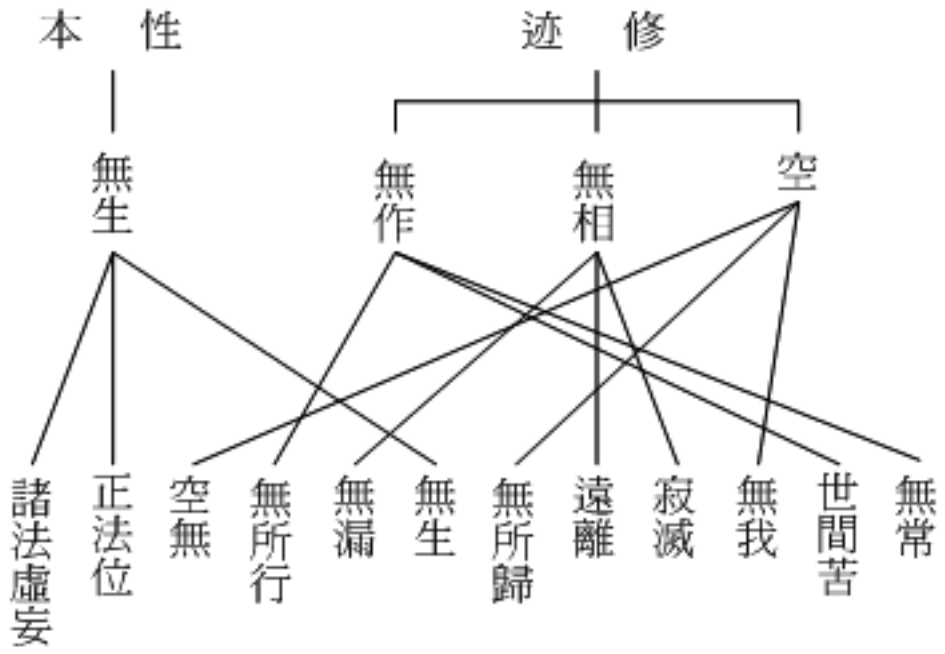 本性
迹修
無生
無作
無相
空
諸法虛妄
正法位
空無
無所行
無漏
無生
無所歸
遠離
寂滅
無我
世間苦
無常